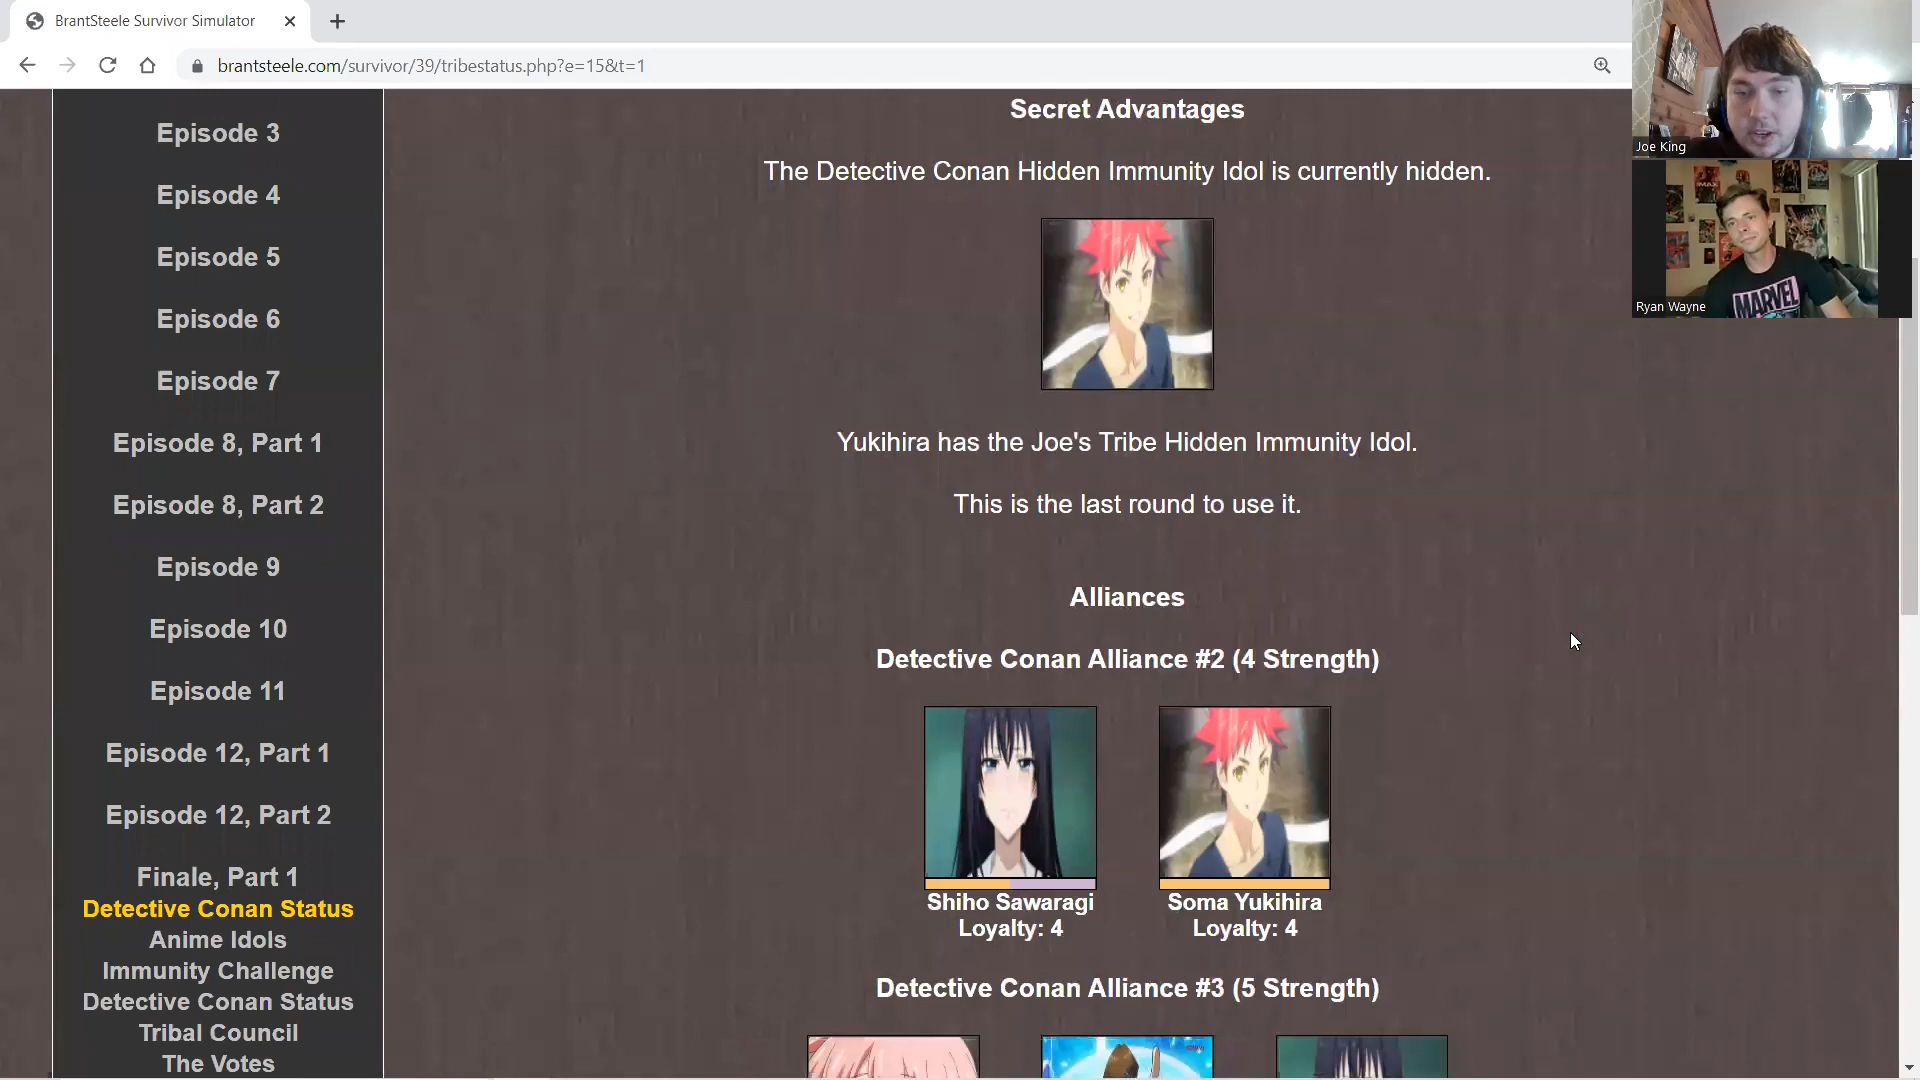 BrantSteele Survivor Simulator
brantsteele.com/survivor/39/tribestatus.php?e=15&t=1
Episode 3
Episode 4
Episode 5
Episode 6
Episode 7
Episode 8, Part 1
Episode 8, Part 2
Episode 9
Episode 10
Episode 11
Episode 12, Part 1
Episode 12, Part 2
Finale, Part 1
Detective Conan Status
Anime Idols
Immunity Challenge
Detective Conan Status
Tribal Council
The Votes
Secret Advantages
The Detective Conan Hidden Immunity Idol is currently hidden.
Yukihira has the Joe's Tribe Hidden Immunity Idol.
This is the last round to use it.
Alliances
Detective Conan Alliance #2 (4 Strength)
Shiho Sawaragi
Loyalty: 4
Soma Yukihira
Loyalty: 4
Detective Conan Alliance #3 (5 Strength)
Joe King
MARVEL
Ryan Wayne